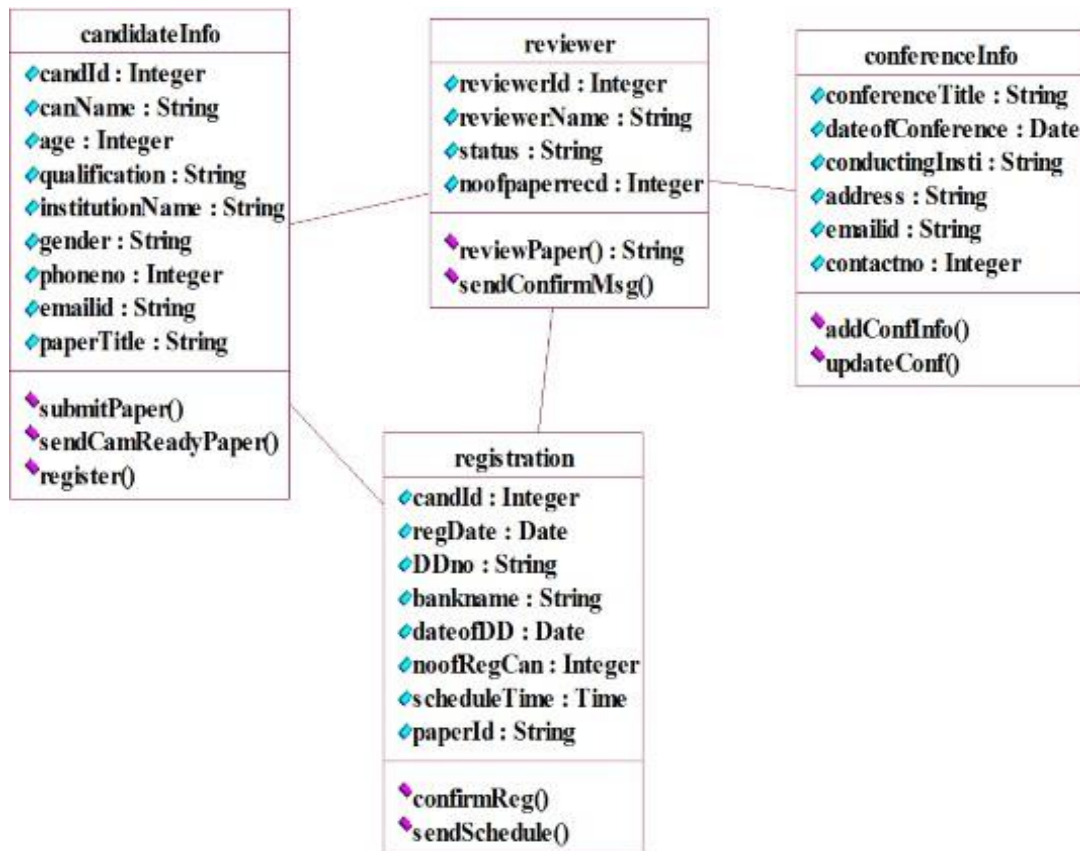 candidateInfo
candId : Integer
canName : String
age : Integer
qualification : String
institutionName : String
gender : String
phoneno : Integer
emailid : String
paperTitle : String
submitPaper()
sendCamReadyPaper()
register()
reviewer
reviewerId : Integer
reviewerName : String
status : String
noofpaperrecd : Integer
reviewPaper() : String
sendConfirmMsg()
conferenceInfo
conferenceTitle : String
dateofConference : Date
conductingInsti : String
address : String
emailid : String
contactno : Integer
addConfInfo()
updateConf()
registration
candId : Integer
regDate : Date
DDno : String
bankname : String
dateofDD : Date
noofRegCan : Integer
scheduleTime : Time
paperId : String
confirmReg()
sendSchedule()